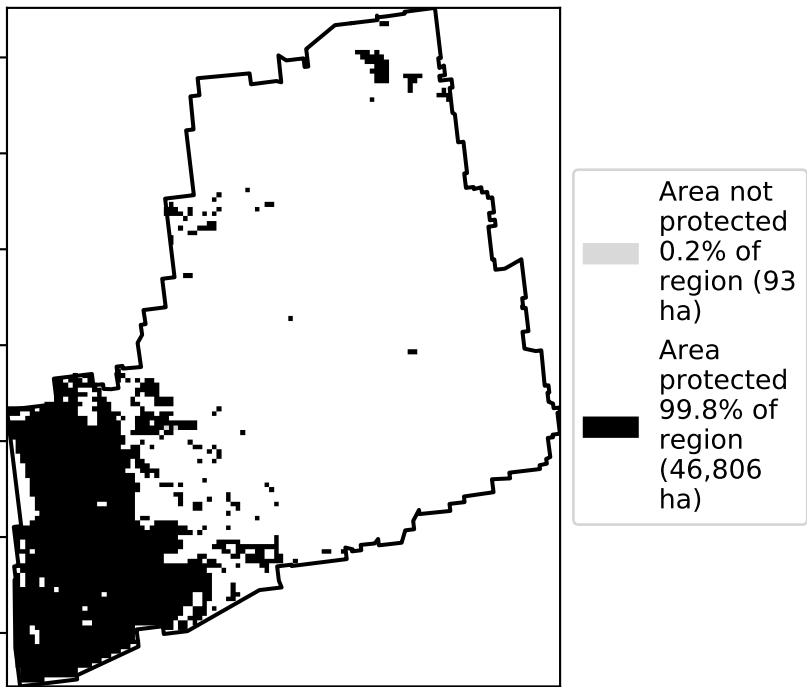 Area not
protected
0.2% of
region (93
ha)
Area
protected
99.8% of
region
(46,806
ha)